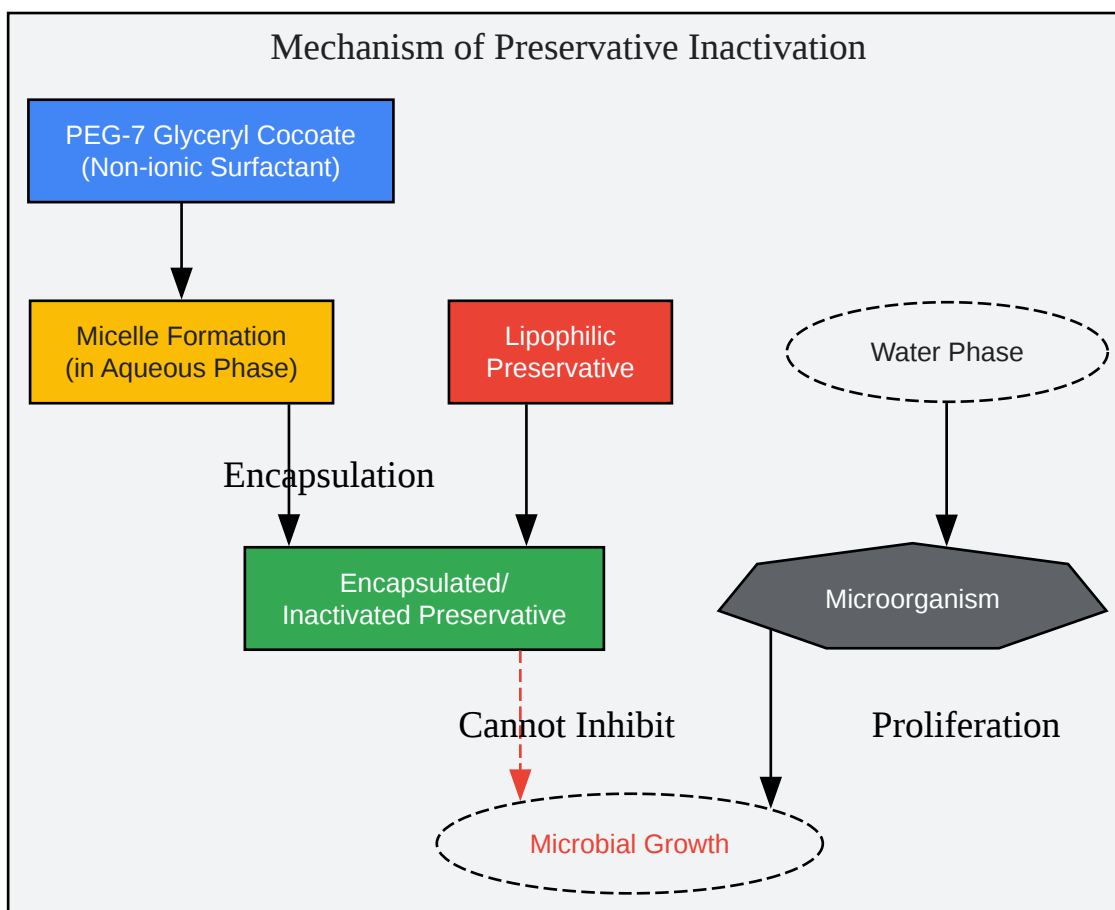 Mechanism of Preservative Inactivation
PEG-7 Glyceryl Cocoate
(Non-ionic Surfactant)
Micelle Formation
(in Aqueous Phase)
Lipophilic
Preservative
Water Phase
Encapsulation
Encapsulated/
Inactivated Preservative
Microorganism
Cannot Inhibit
Proliferation
Microbial Growth